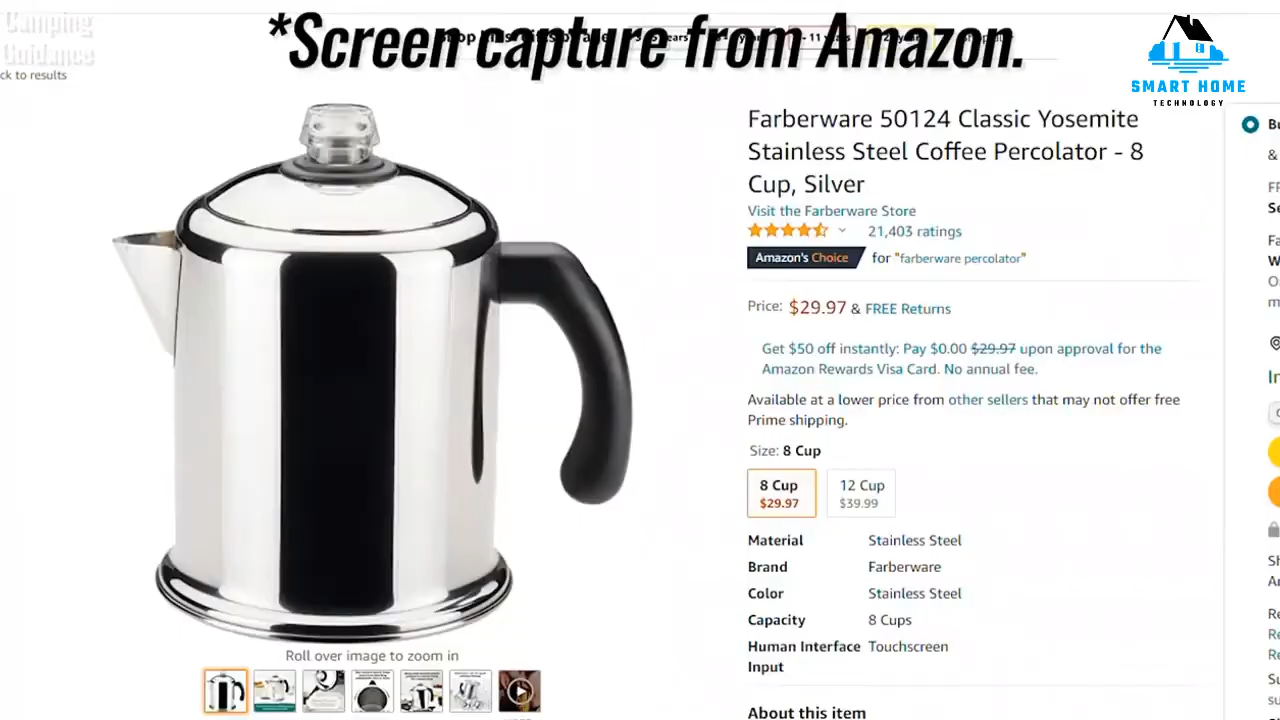 Camping
Guidance
*Screen capture from Amazon.
SMART HOME
TECHNOLOGY
ck to results
Farberware 50124 Classic Yosemite
Stainless Steel Coffee Percolator - 8
Cup, Silver
Visit the Farberware Store
21,403 ratings
Amazon's Choice for "farberware percolator"
Price: $29.97 & FREE Returns
Get $50 off instantly: Pay $0.00 $29.97 upon approval for the
Amazon Rewards Visa Card. No annual fee.
Available at a lower price from other sellers that may not offer free
Prime shipping.
Size: 8 Cup
8 Cup 12 Cup
$29.97 $39.99
Material Stainless Steel
Brand Farberware
Color Stainless Steel
Capacity 8 Cups
Human Interface Touchscreen
Input
About this item
Roll over image to zoom in
&